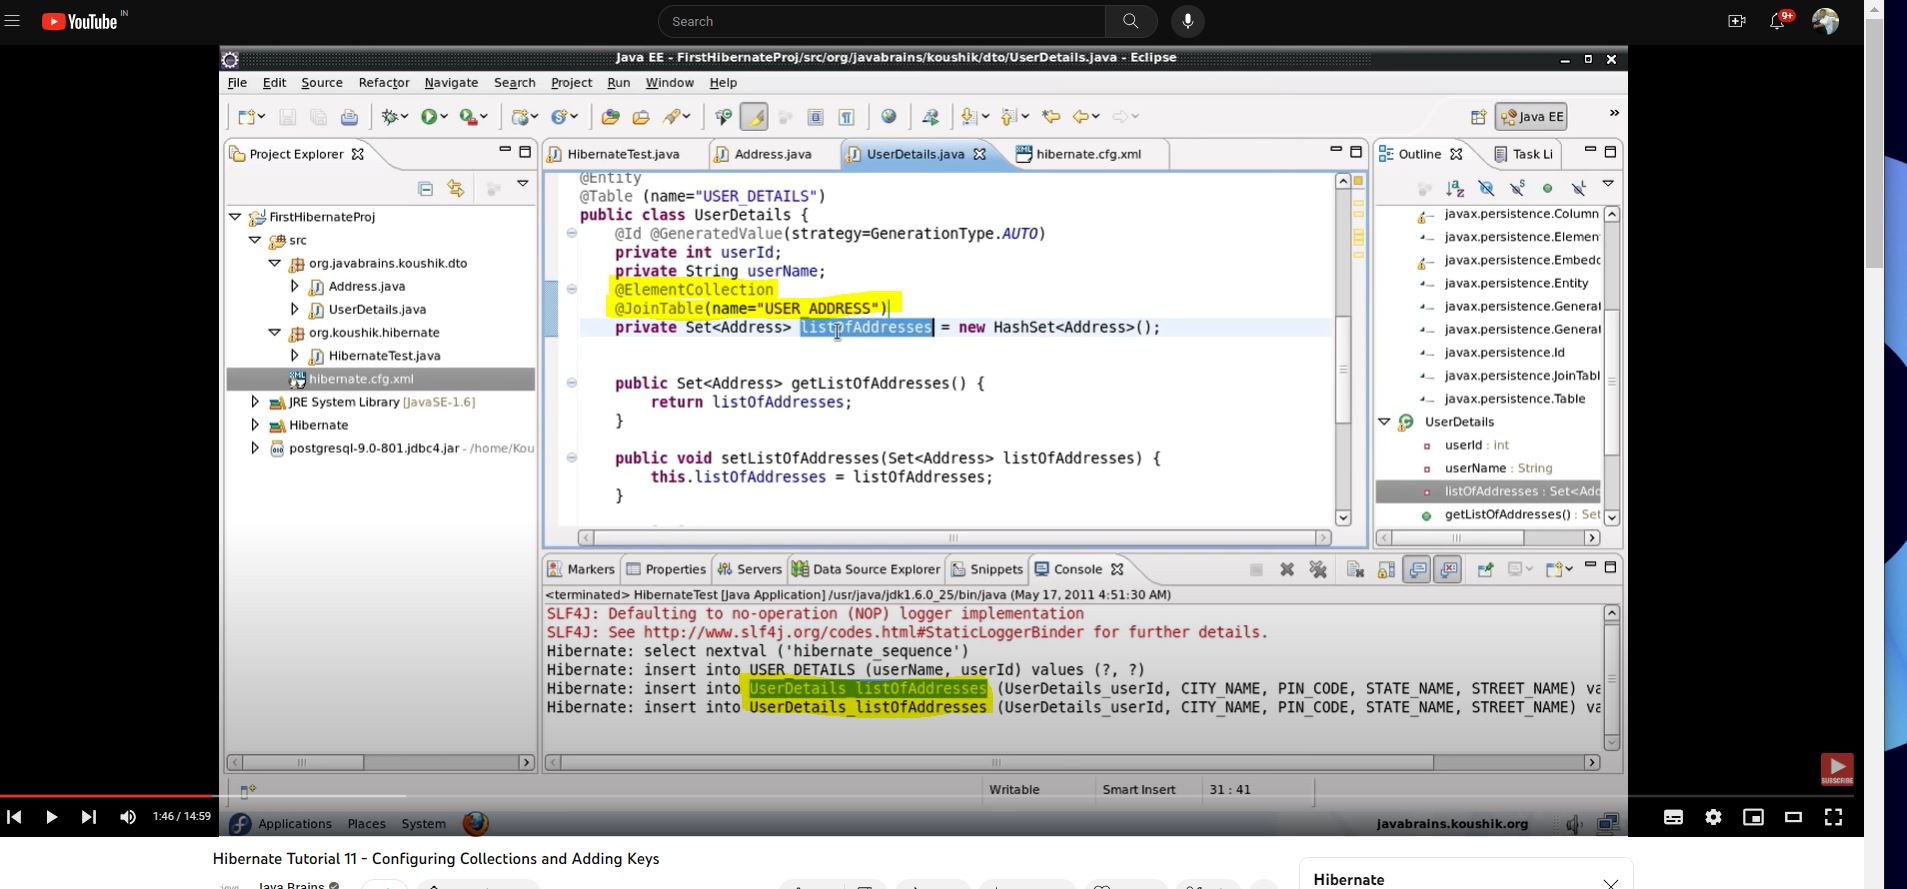 YouTube IN
Search
9+
Java EE - FirstHibernateProj/src/org/javabrains/koushik/dto/UserDetails.java - Eclipse
File Edit Source Refactor Navigate Search Project Run Window Help
Java EE
Project Explorer
HibernateTest.java Address.java UserDetails.java hibernate.cfg.xml
Outline Task Li
FirstHibernateProj
src
org.javabrains.koushik.dto
Address.java
UserDetails.java
org.koushik.hibernate
HibernateTest.java
hibernate.cfg.xml
JRE System Library [JavaSE-1.6]
Hibernate
postgresql-9.0-801.jdbc4.jar - /home/Kou
@Entity
@Table (name="USER_DETAILS")
public class UserDetails {
@Id @GeneratedValue(strategy=GenerationType.AUTO)
private int userId;
private String userName;
@ElementCollection
@JoinTable(name="USER_ADDRESS")
private Set<Address> listOfAddresses = new HashSet<Address>();
public Set<Address> getListOfAddresses() {
return listOfAddresses;
}
public void setListOfAddresses(Set<Address> listOfAddresses) {
this.listOfAddresses = listOfAddresses;
}
javax.persistence.Column
javax.persistence.Elemen
javax.persistence.Embedd
javax.persistence.Entity
javax.persistence.Generat
javax.persistence.Generat
javax.persistence.Id
javax.persistence.JoinTabl
javax.persistence.Table
UserDetails
userId : int
userName : String
listOfAddresses : Set<Add
getListOfAddresses() : Set
Markers Properties Servers Data Source Explorer Snippets Console
<terminated> HibernateTest [Java Application] /usr/java/jdk1.6.0_25/bin/java (May 17, 2011 4:51:30 AM)
SLF4J: Defaulting to no-operation (NOP) logger implementation
SLF4J: See http://www.slf4j.org/codes.html#StaticLoggerBinder for further details.
Hibernate: select nextval ('hibernate_sequence')
Hibernate: insert into USER_DETAILS (userName, userId) values (?, ?)
Hibernate: insert into UserDetails_listOfAddresses (UserDetails_userId, CITY_NAME, PIN_CODE, STATE_NAME, STREET_NAME) va
Hibernate: insert into UserDetails_listOfAddresses (UserDetails_userId, CITY_NAME, PIN_CODE, STATE_NAME, STREET_NAME) va
SUBSCRIBE
Writable Smart Insert 31 : 41
1:46 / 14:59
Applications Places System
javabrains.koushik.org
Hibernate Tutorial 11 - Configuring Collections and Adding Keys
Java Brains
Hibernate